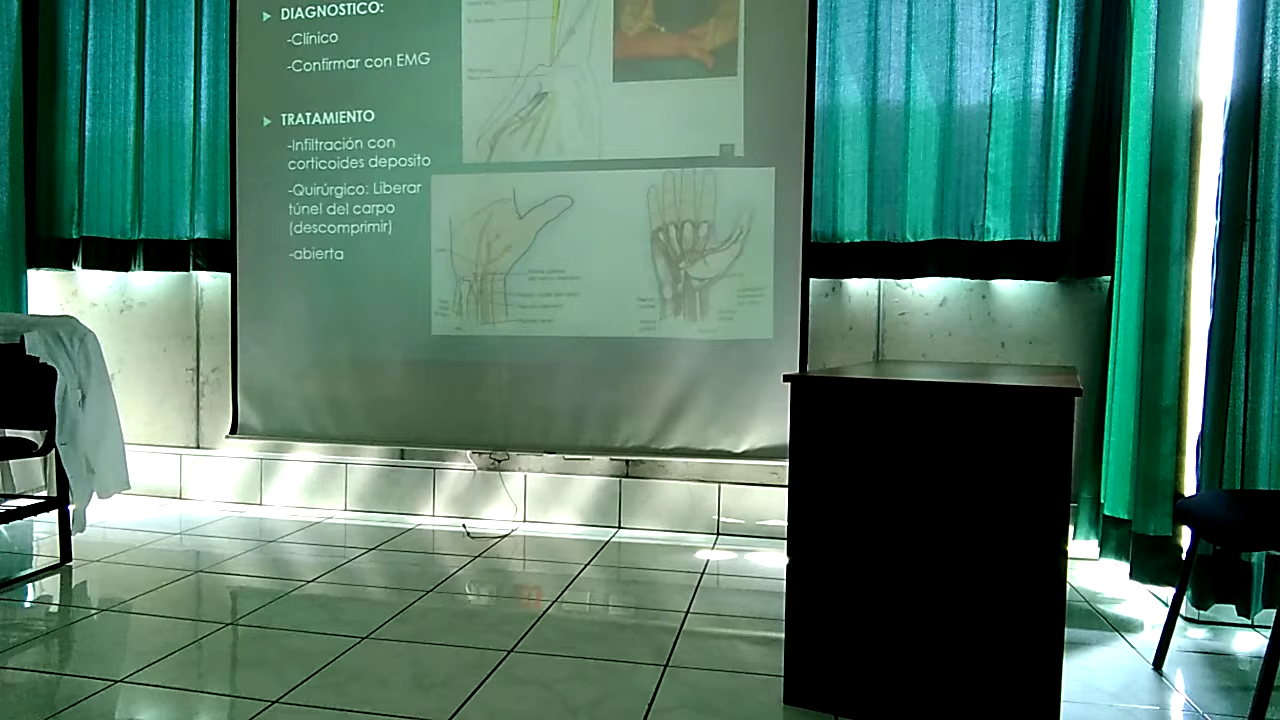 DIAGNOSTICO:
-Clínico
-Confirmar con EMG
TRATAMIENTO
-Infiltración con
corticoides deposito
-Quirúrgico: Liberar
túnel del carpo
(descomprimir)
-abierta